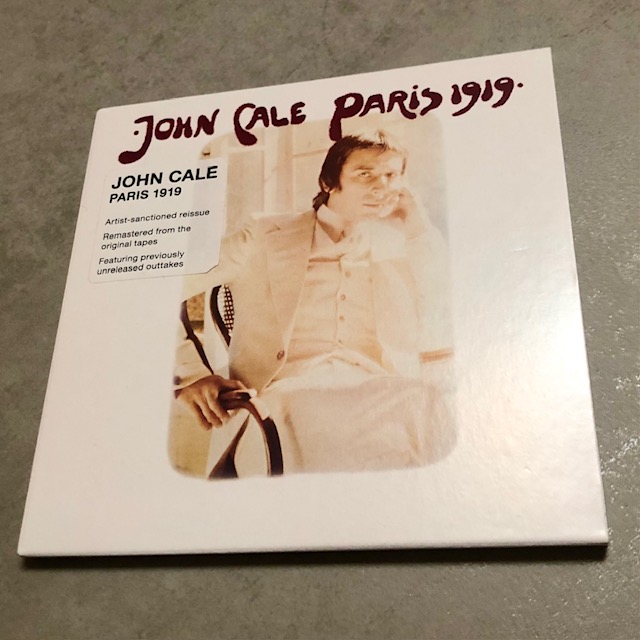 ·JOHN CALE PARIS 1919·
JOHN CALE
PARIS 1919
Artist-sanctioned reissue
Remastered from the
original tapes
Featuring previously
unreleased outtakes